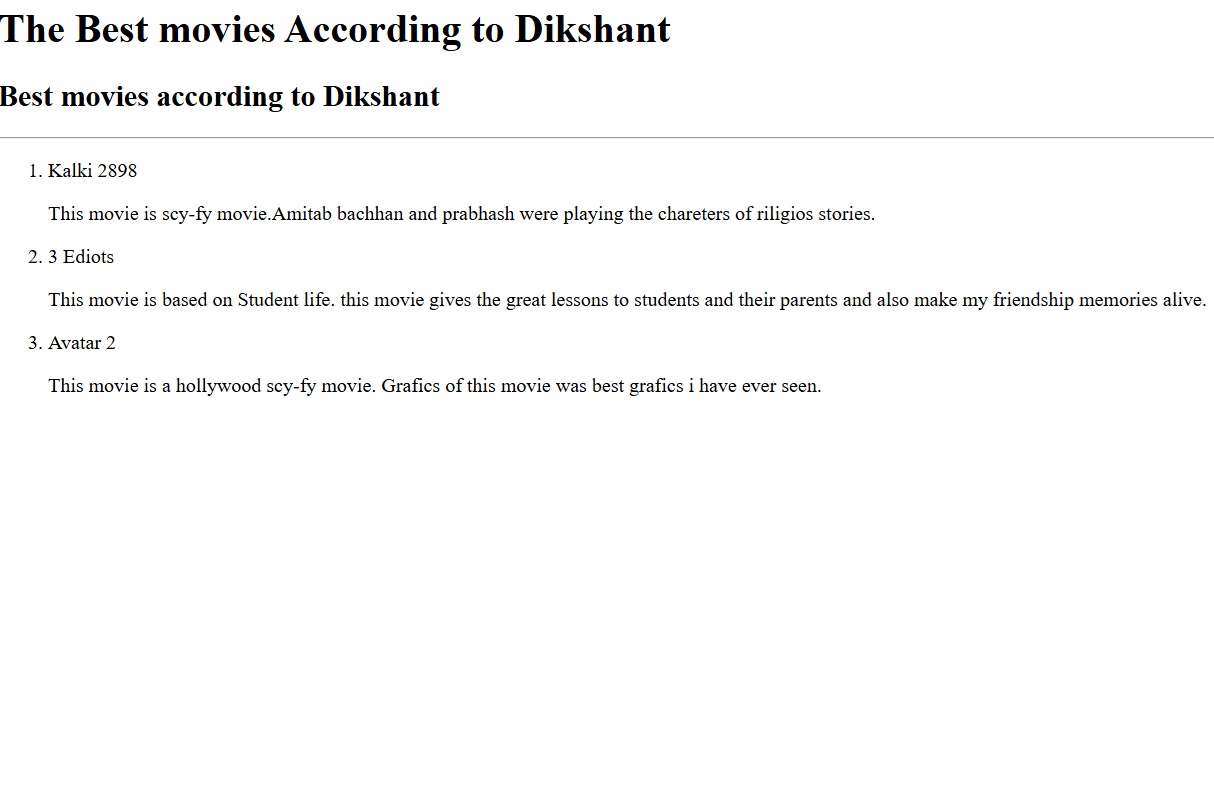 The Best movies According to Dikshant
Best movies according to Dikshant
1. Kalki 2898
This movie is scy-fy movie.Amitab bachhan and prabhash were playing the chareters of riligios stories.
2. 3 Ediots
This movie is based on Student life. this movie gives the great lessons to students and their parents and also make my friendship memories alive.
3. Avatar 2
This movie is a hollywood scy-fy movie. Grafics of this movie was best grafics i have ever seen.